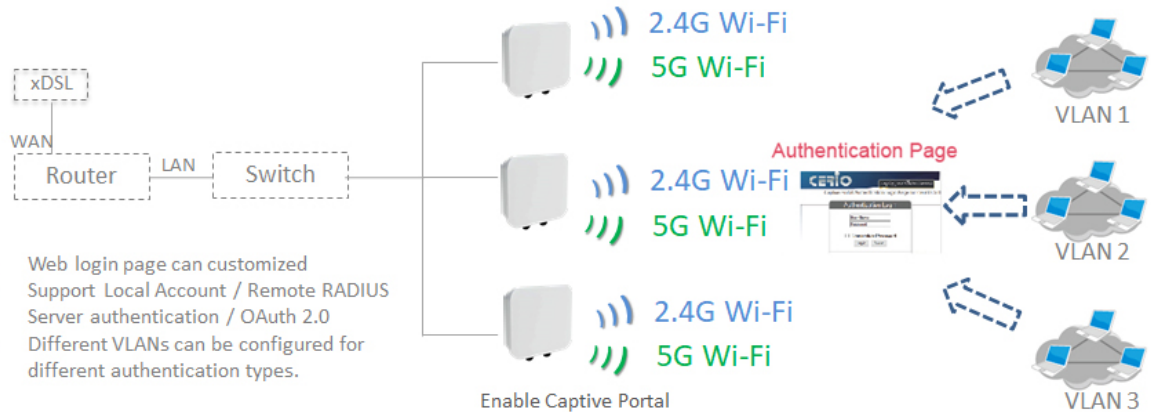 2.4G Wi-Fi
5G Wi-Fi
xDSL
WAN
Router
LAN
Switch
VLAN 1
Authentication Page
CERIO
2.4G Wi-Fi
5G Wi-Fi
VLAN 2
Web login page can customized
Support Local Account / Remote RADIUS
Server authentication / OAuth 2.0
Different VLANs can be configured for
different authentication types.
2.4G Wi-Fi
5G Wi-Fi
Enable Captive Portal
VLAN 3